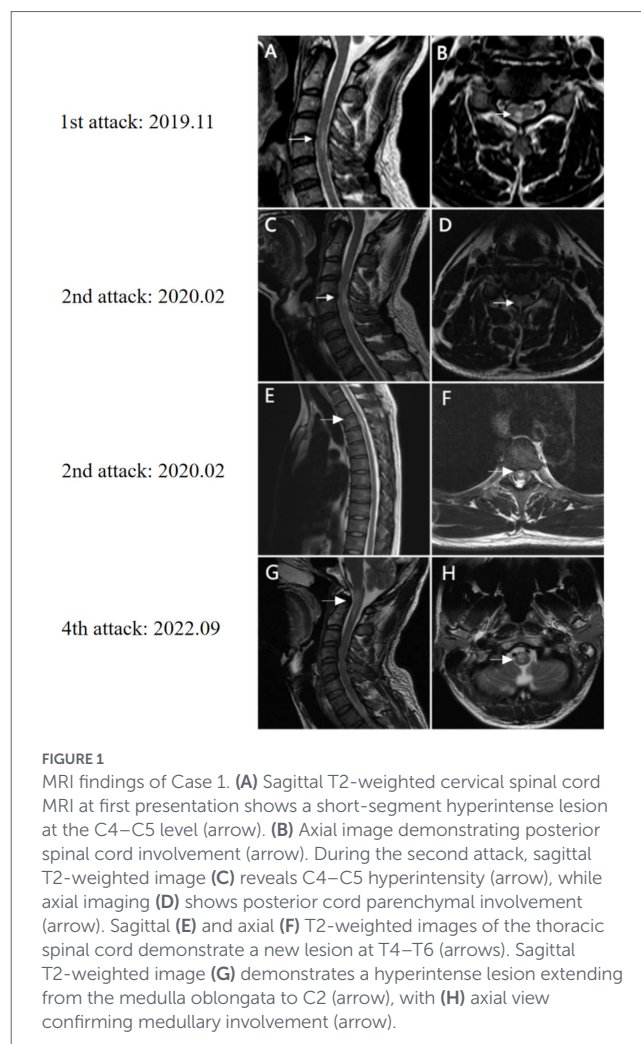 A
B
1st attack: 2019.11
C
D
2nd attack: 2020.02
E
F
2nd attack: 2020.02
G
H
4th attack: 2022.09
FIGURE 1
MRI findings of Case 1. (A) Sagittal T2-weighted cervical spinal cord
MRI at first presentation shows a short-segment hyperintense lesion
at the C4–C5 level (arrow). (B) Axial image demonstrating posterior
spinal cord involvement (arrow). During the second attack, sagittal
T2-weighted image (C) reveals C4–C5 hyperintensity (arrow), while
axial imaging (D) shows posterior cord parenchymal involvement
(arrow). Sagittal (E) and axial (F) T2-weighted images of the thoracic
spinal cord demonstrate a new lesion at T4–T6 (arrows). Sagittal
T2-weighted image (G) demonstrates a hyperintense lesion extending
from the medulla oblongata to C2 (arrow), with (H) axial view
confirming medullary involvement (arrow).